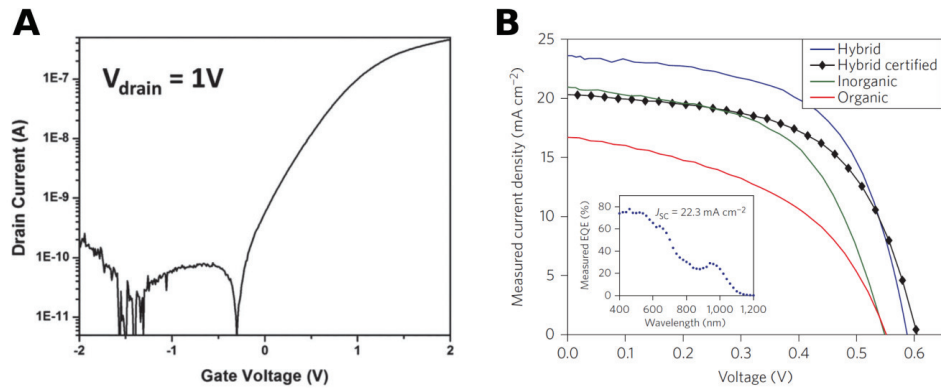 A
V_drain = 1V
Drain Current (A)
1E-7
1E-8
1E-9
1E-10
1E-11
-2
-1
0
1
2
Gate Voltage (V)
B
Measured current density (mA cm⁻²)
25
20
15
10
5
0
Hybrid
Hybrid certified
Inorganic
Organic
Measured EQE (%)
80
60
40
20
0
J_SC = 22.3 mA cm⁻²
400
600
800
1,000
1,200
Wavelength (nm)
0.0
0.1
0.2
0.3
0.4
0.5
0.6
Voltage (V)